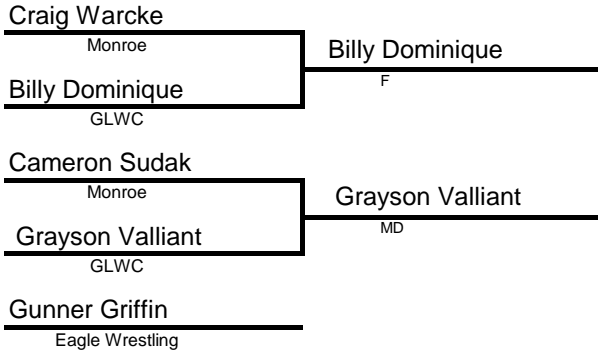 Craig Warcke
Monroe
Billy Dominique
F
Billy Dominique
GLWC
Cameron Sudak
Monroe
Grayson Valliant
MD
Grayson Valliant
GLWC
Gunner Griffin
Eagle Wrestling